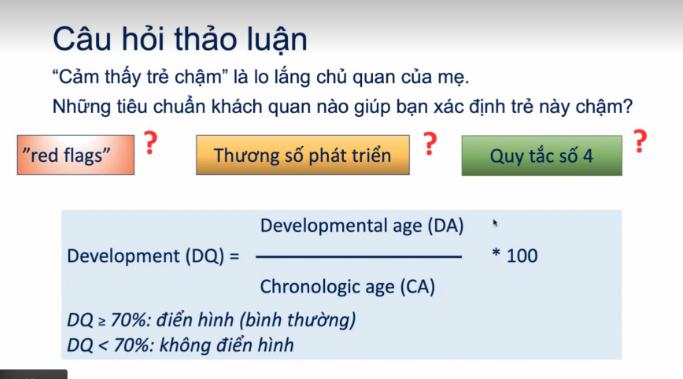 Câu hỏi thảo luận
“Cảm thấy trẻ chậm” là lo lắng chủ quan của mẹ.
Những tiêu chuẩn khách quan nào giúp bạn xác định trẻ này chậm?
”red flags” ? Thương số phát triển ? Quy tắc số 4 ?
Developmental age (DA)
Development (DQ) = * 100
Chronologic age (CA)
DQ ≥ 70%: điển hình (bình thường)
DQ < 70%: không điển hình